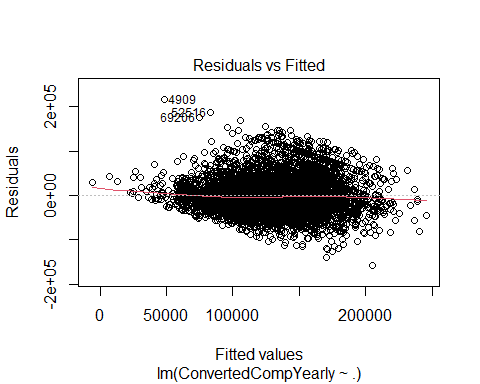 Residuals vs Fitted
Residuals
2e+05
0e+00
-2e+05
4909
52516
69206
0 50000 100000 200000
Fitted values
lm(ConvertedCompYearly ~ .)